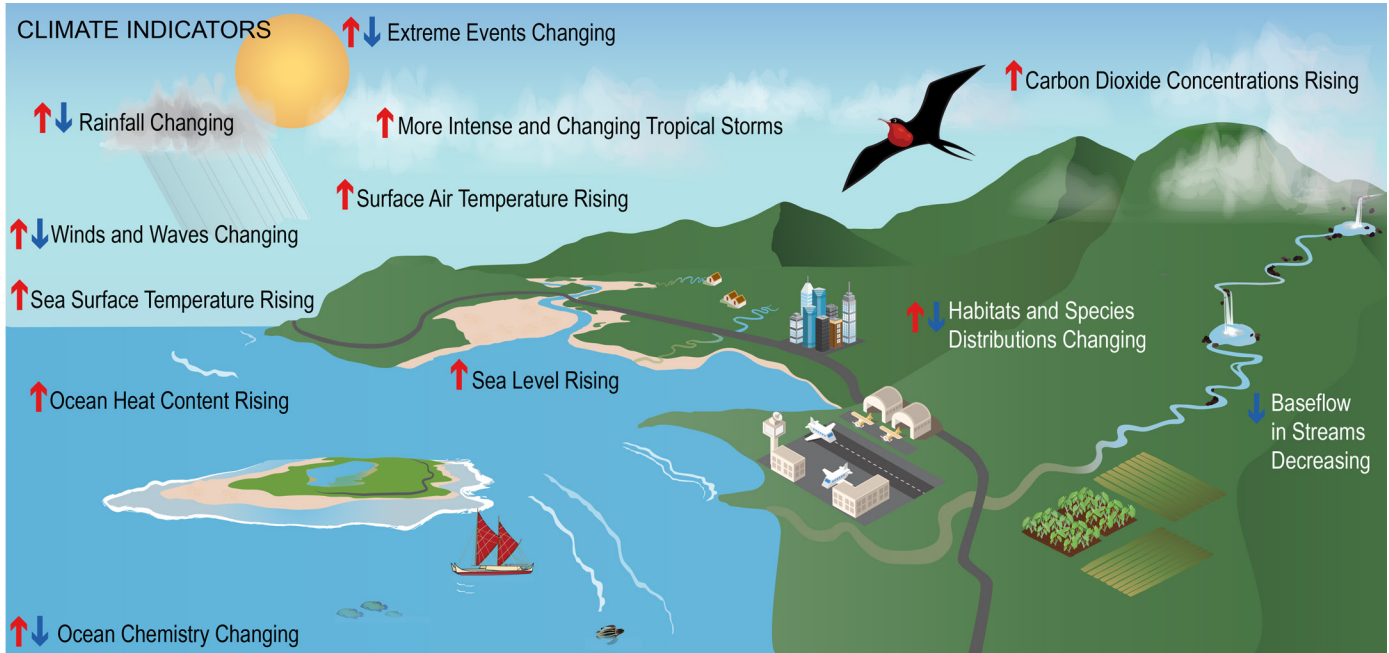 CLIMATE INDICATORS
Extreme Events Changing
Carbon Dioxide Concentrations Rising
Rainfall Changing
More Intense and Changing Tropical Storms
Surface Air Temperature Rising
Winds and Waves Changing
Sea Surface Temperature Rising
Habitats and Species
Distributions Changing
Sea Level Rising
Ocean Heat Content Rising
Baseflow
in Streams
Decreasing
Ocean Chemistry Changing